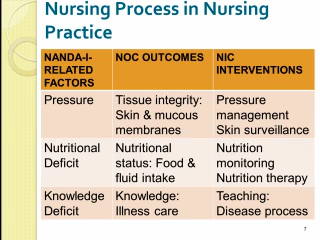 Nursing Process in Nursing
Practice
NANDA-I-
RELATED
FACTORS
NOC OUTCOMES
NIC
INTERVENTIONS
Pressure
Tissue integrity:
Skin & mucous
membranes
Pressure
management
Skin surveillance
Nutritional
Deficit
Nutritional
status: Food &
fluid intake
Nutrition
monitoring
Nutrition therapy
Knowledge
Deficit
Knowledge:
Illness care
Teaching:
Disease process
7